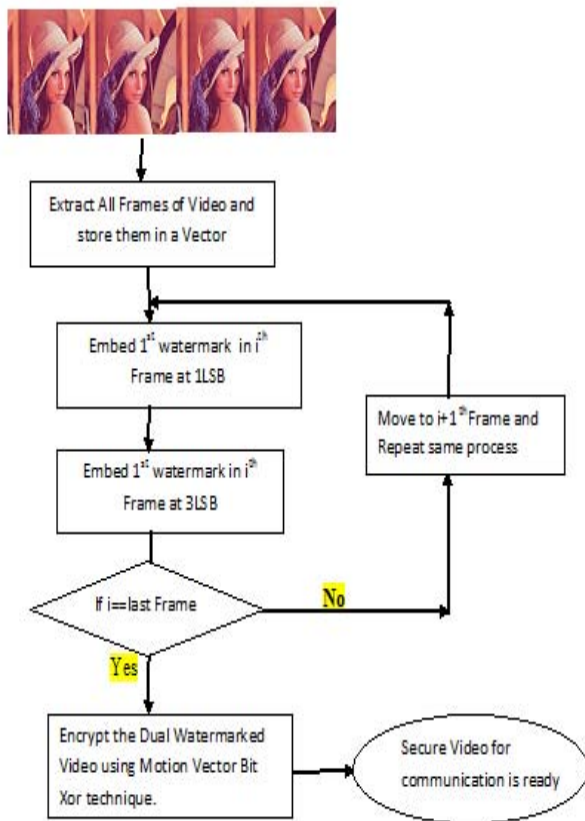 Extract All Frames of Video and
store them in a Vector
Embed 1st watermark in ith
Frame at 1LSB
Embed 1st watermark in ith
Frame at 3LSB
Move to i+1th Frame and
Repeat same process
If i==last Frame
No
Yes
Encrypt the Dual Watermarked
Video using Motion Vector Bit
Xor technique.
Secure Video for
communication is ready